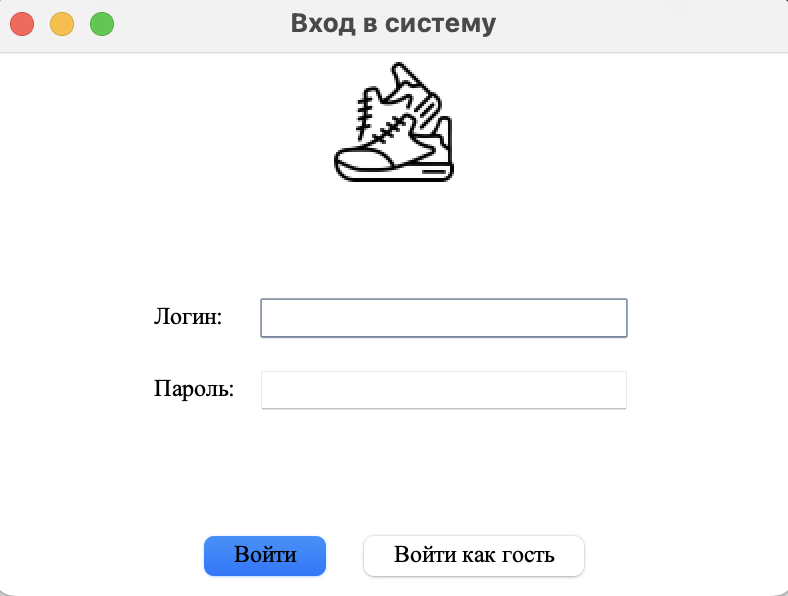 Вход в систему
Логин:
Пароль:
Войти Войти как гость